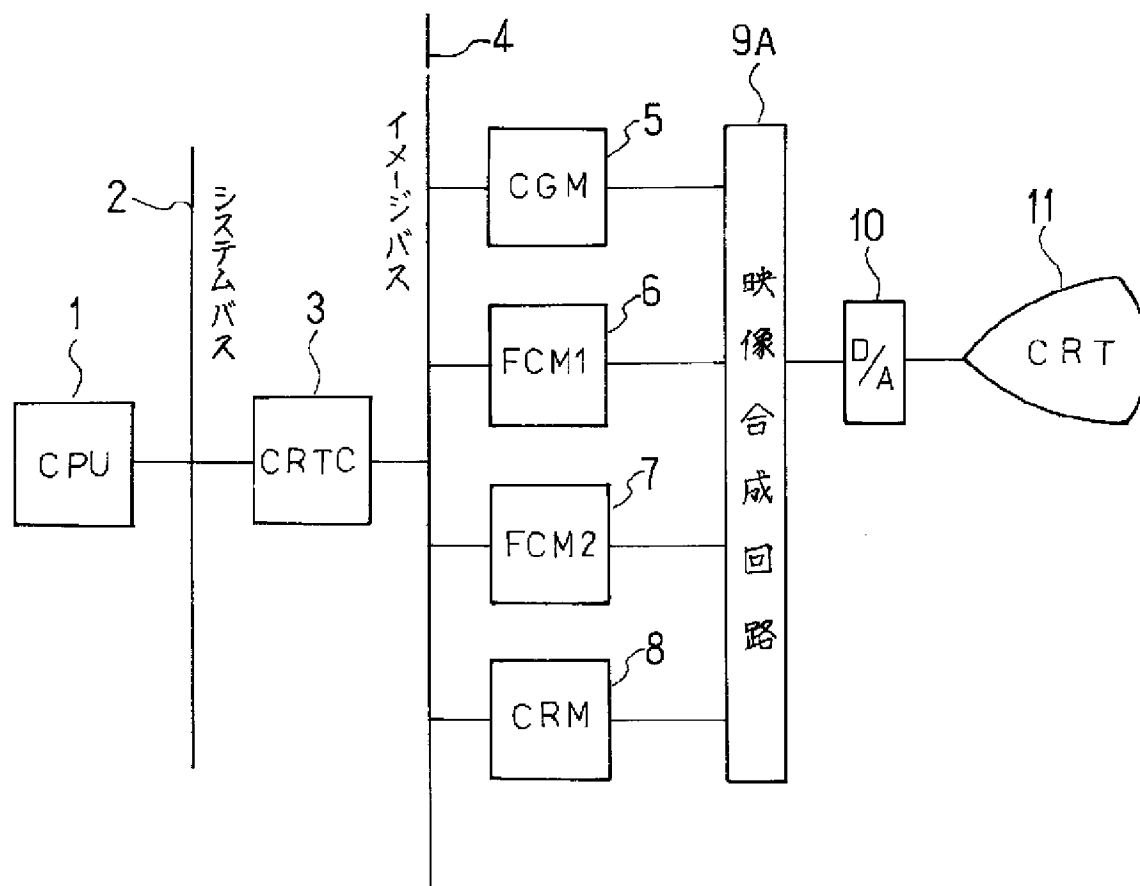 4
9A
イメージバス
5
CGM
2
システムバス
10
11
映像合成回路
6
1
3
FCM1
D/A
CRT
CPU
CRTC
7
FCM2
8
CRM